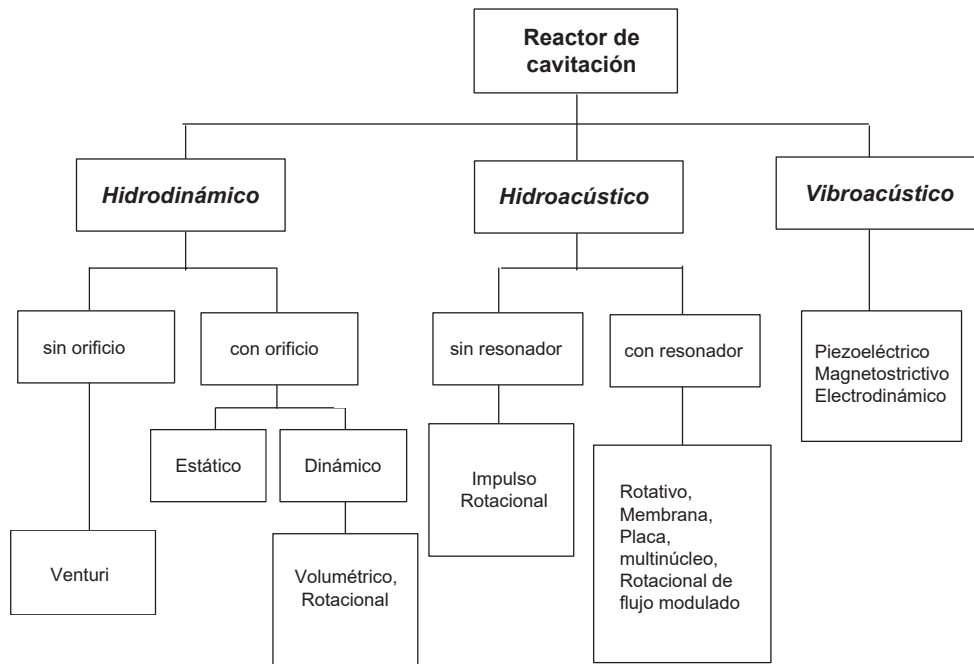 Reactor de
cavitación
Hidrodinámico
Hidroacústico
Vibroacústico
sin orificio
con orificio
sin resonador
con resonador
Piezoeléctrico
Magnetostrictivo
Electrodinámico
Estático
Dinámico
Impulso
Rotacional
Rotativo,
Membrana,
Placa,
multinúcleo,
Rotacional de
flujo modulado
Venturi
Volumétrico,
Rotacional